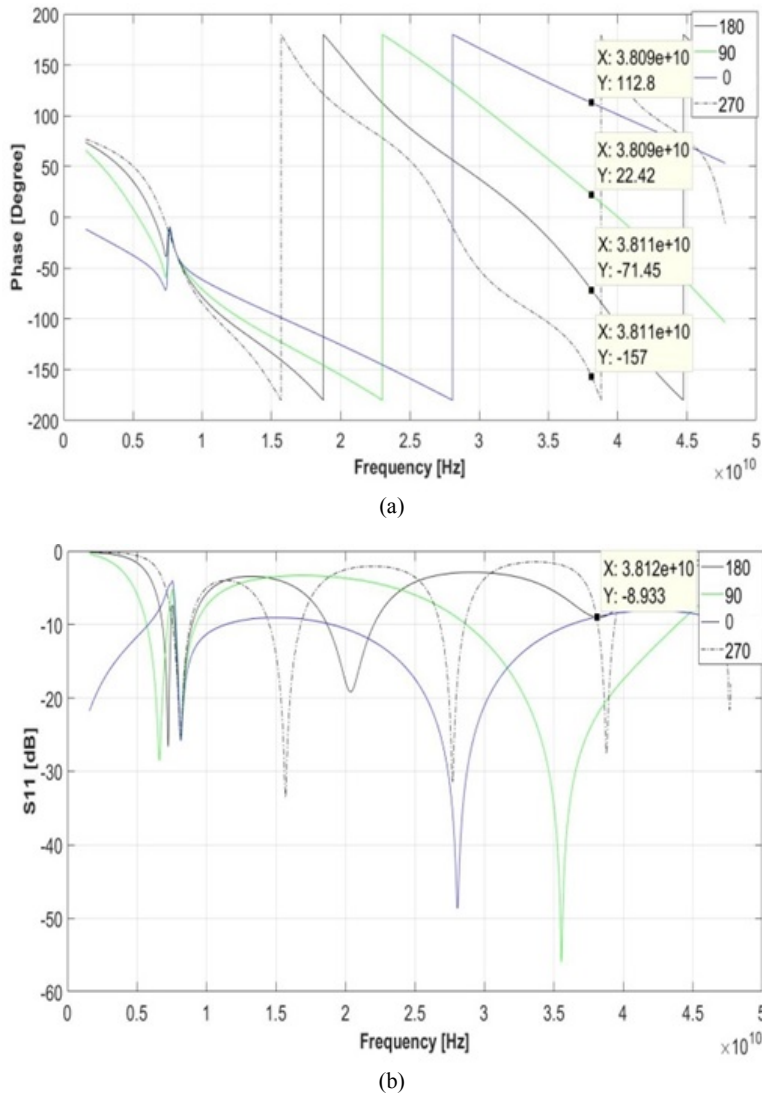 200
150
100
50
0
-50
-100
-150
-200
Phase [Degree]
0 0.5 1 1.5 2 2.5 3 3.5 4 4.5 5
Frequency [Hz]
×10^10
180
90
0
270
X: 3.809e+10
Y: 112.8
X: 3.809e+10
Y: 22.42
X: 3.811e+10
Y: -71.45
X: 3.811e+10
Y: -157
(a)
0
-10
-20
-30
-40
-50
-60
S11 [dB]
0 0.5 1 1.5 2 2.5 3 3.5 4 4.5 5
Frequency [Hz]
×10^10
X: 3.812e+10
Y: -8.933
180
90
0
270
(b)